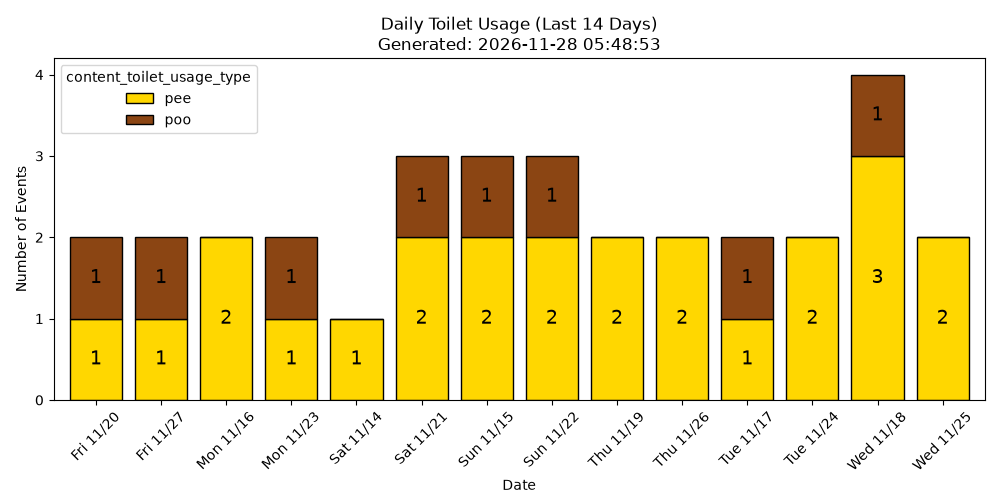 Daily Toilet Usage (Last 14 Days)
Generated: 2026-11-28 05:48:53
content_toilet_usage_type
pee
poo
Number of Events
4
3
2
1
0
1 1 1 1 1 1 1 1
1 1 2 1 1 2 2 2 2 2 1 2 3 2
Fri 11/20
Fri 11/27
Mon 11/16
Mon 11/23
Sat 11/14
Sat 11/21
Sun 11/15
Sun 11/22
Thu 11/19
Thu 11/26
Tue 11/17
Tue 11/24
Wed 11/18
Wed 11/25
Date